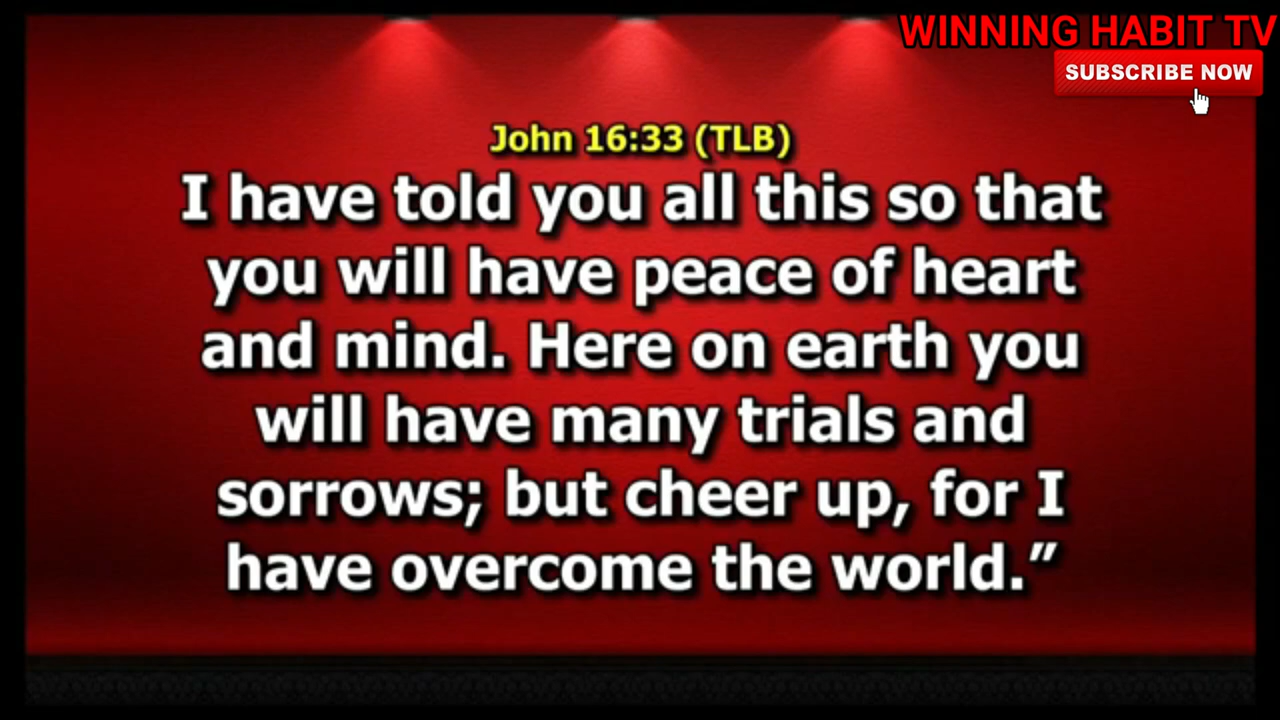 WINNING HABIT TV
SUBSCRIBE NOW
John 16:33 (TLB)
I have told you all this so that
you will have peace of heart
and mind. Here on earth you
will have many trials and
sorrows; but cheer up, for I
have overcome the world.”